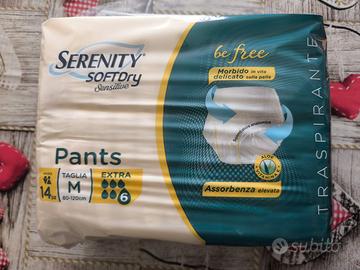 SERENITY®
SOFTDry
Sensitive
be free
Morbido in vita
delicato sulla pelle
Pants
14
TAGLIA
M
80-120cm
EXTRA
6
ALOE
Assorbenza elevata
TRASPIRANTE
subito